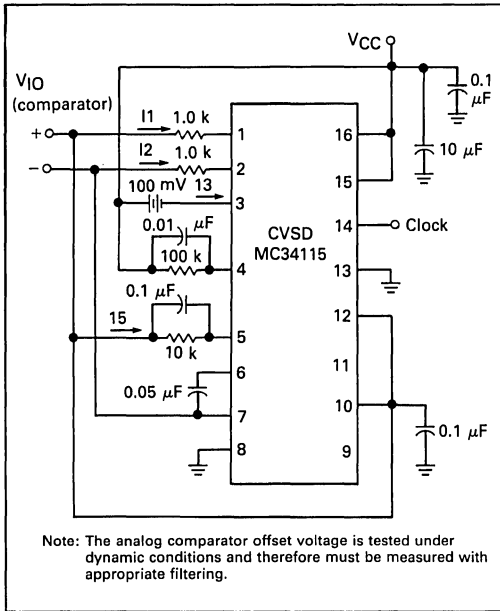 VCC
0.1
μF
VIO
(comparator)
I1 1.0 k
+
1
16
10 μF
I2 1.0 k
−
2
15
100 mV 13
3
CVSD
MC34115
14
Clock
0.01 μF
100 k
4
13
0.1 μF
12
15
5
10 k
6
11
0.05 μF
7
10
0.1 μF
8
9
Note: The analog comparator offset voltage is tested under
dynamic conditions and therefore must be measured with
appropriate filtering.